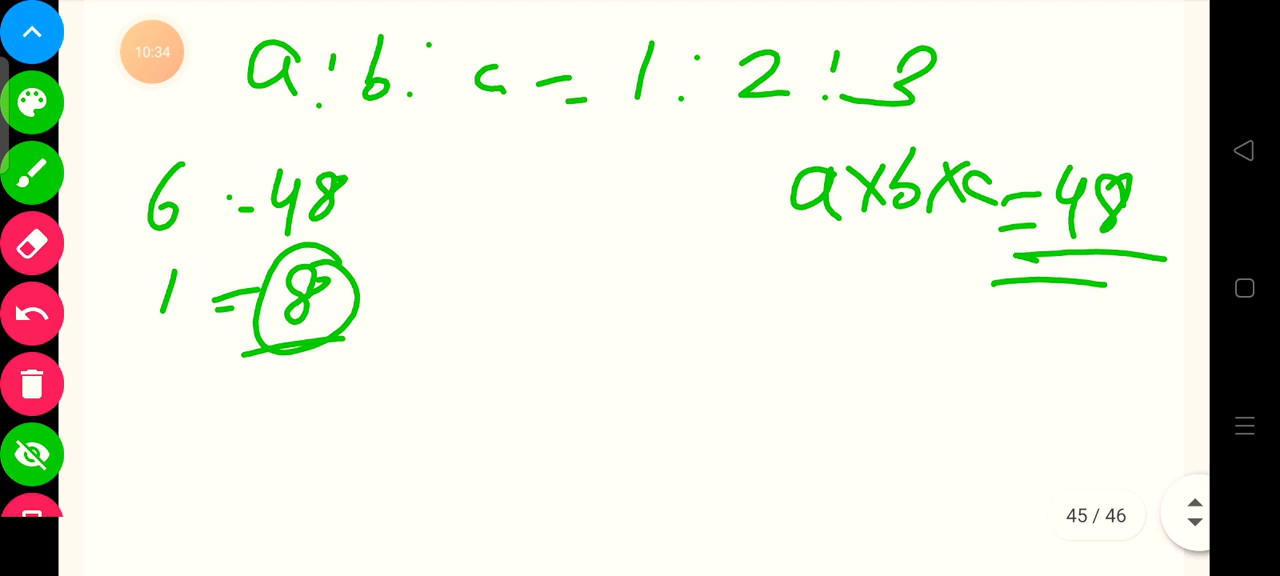 10:34
a : b : c = 1 : 2 : 3
6 := 48
a×b×c = 48
1 = 8
45 / 46